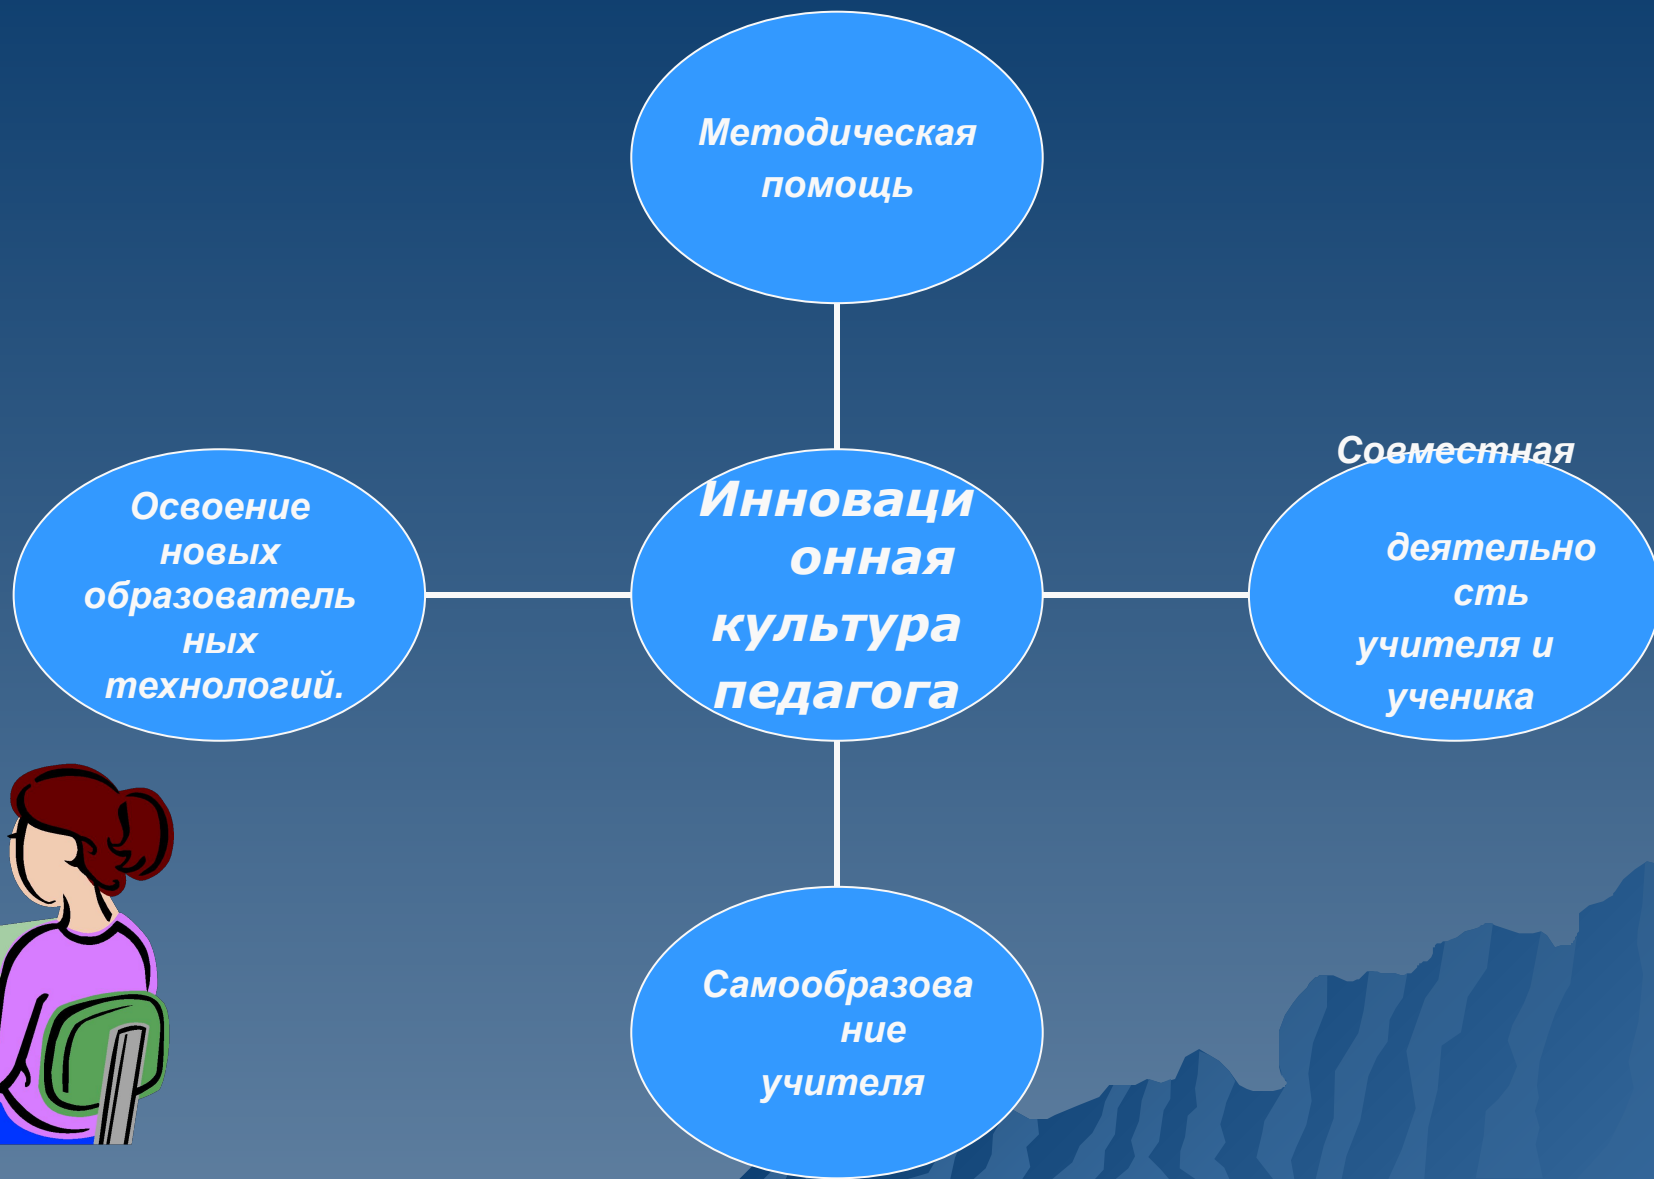 Методическая
помощь
Освоение
новых
образователь
ных
технологий.
Инноваци
онная
культура
педагога
Совместная
деятельно
сть
учителя и
ученика
Самообразова
ние
учителя